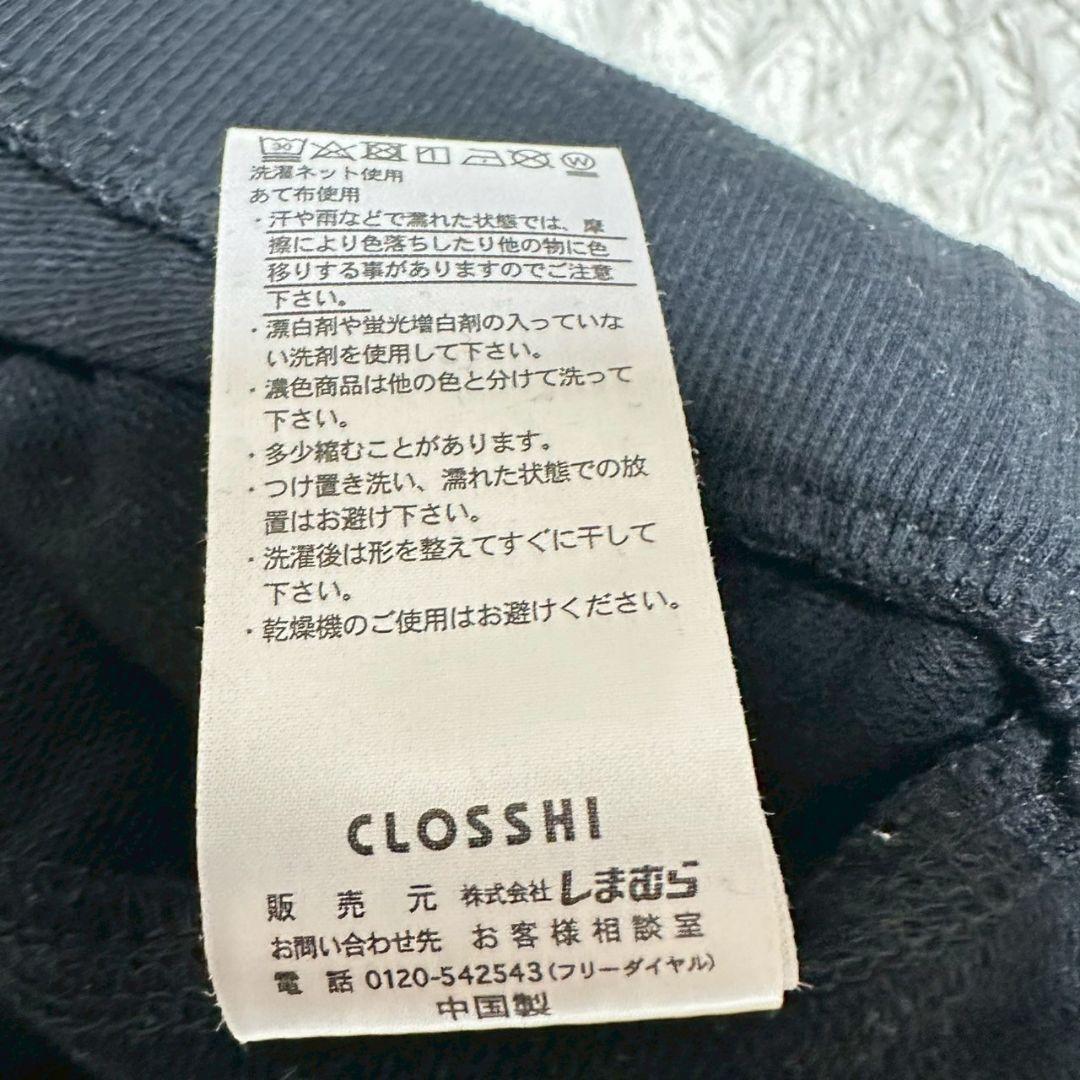 30 W
洗濯ネット使用
あて布使用
・汗や雨などで濡れた状態では、摩
擦により色落ちしたり他の物に色
移りする事がありますのでご注意
下さい。
・漂白剤や蛍光増白剤の入っていな
い洗剤を使用して下さい。
・濃色商品は他の色と分けて洗って
下さい。
・多少縮むことがあります。
・つけ置き洗い、濡れた状態での放
置はお避け下さい。
・洗濯後は形を整えてすぐに干して
下さい。
・乾燥機のご使用はお避けください。
CLOSSHI
販売元 株式会社しまむら
お問い合わせ先 お客様相談室
電話 0120-542543(フリーダイヤル)
中国製